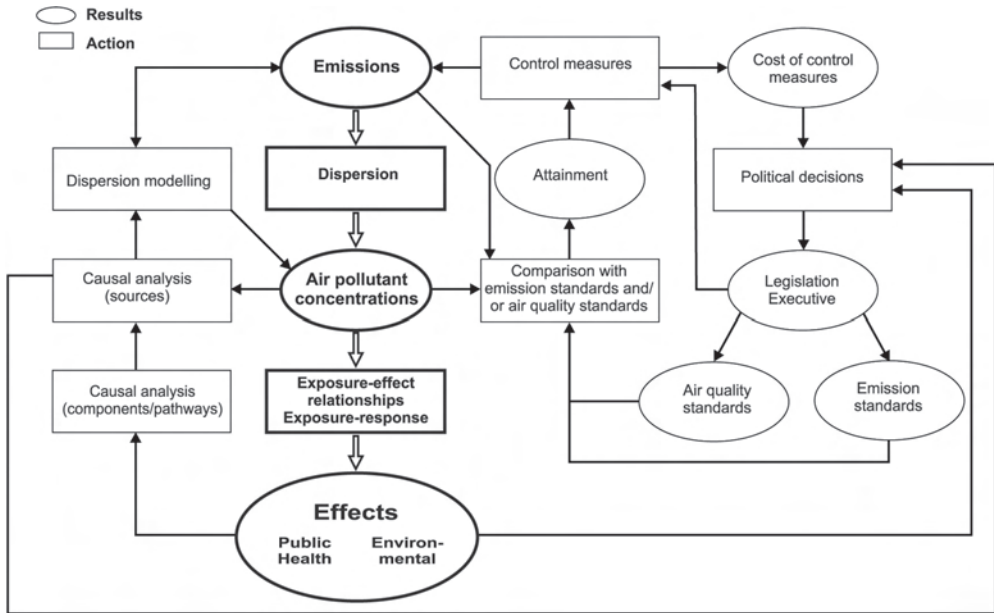 Results
Action
Emissions
Control measures
Cost of control
measures
Dispersion modelling
Dispersion
Attainment
Political decisions
Causal analysis
(sources)
Air pollutant
concentrations
Comparison with
emission standards and/
or air quality standards
Legislation
Executive
Causal analysis
(components/pathways)
Exposure-effect
relationships
Exposure-response
Air quality
standards
Emission
standards
Effects
Public
Health
Environ-
mental